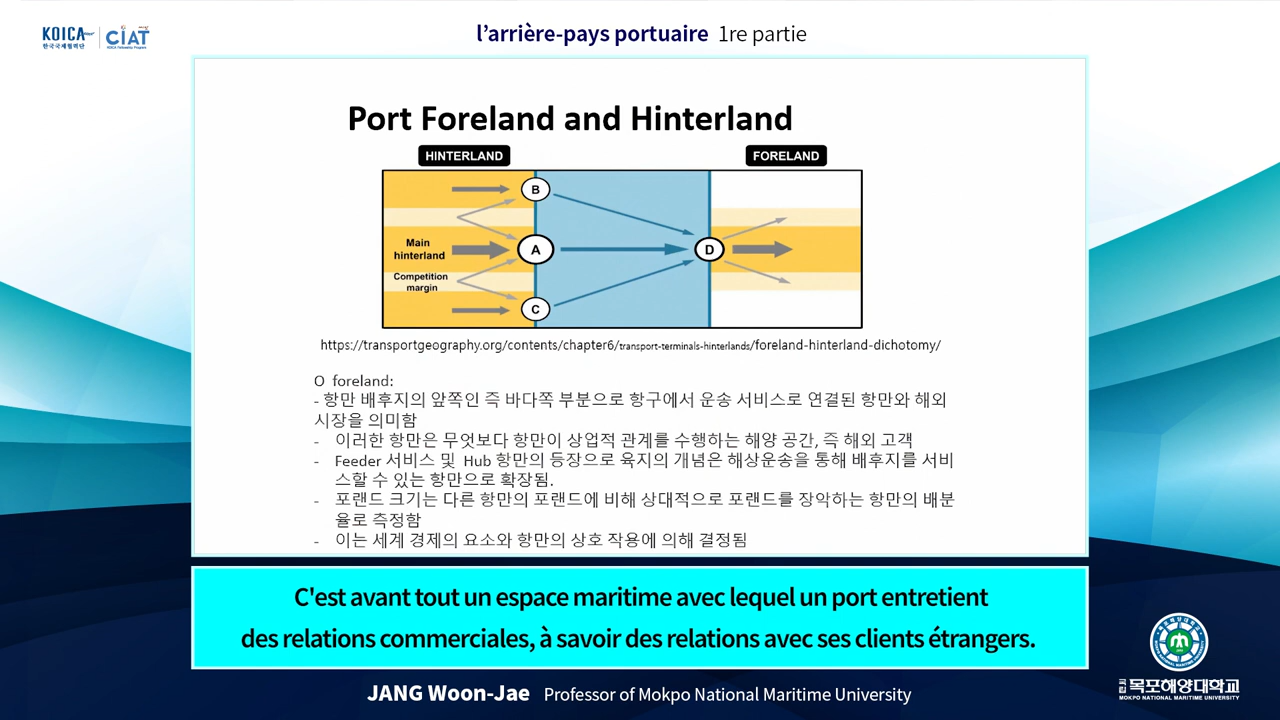 KOICA
한국국제협력단
CIAT
KOICA Fellowship Program
l’arrière-pays portuaire 1re partie
Port Foreland and Hinterland
HINTERLAND
FORELAND
B
Main
hinterland
A
D
Competition
margin
C
https://transportgeography.org/contents/chapter6/transport-terminals-hinterlands/foreland-hinterland-dichotomy/
O foreland:
- 항만 배후지의 앞쪽인 즉 바다쪽 부분으로 항구에서 운송 서비스로 연결된 항만와 해외
시장을 의미함
- 이러한 항만은 무엇보다 항만이 상업적 관계를 수행하는 해양 공간, 즉 해외 고객
- Feeder 서비스 및 Hub 항만의 등장으로 육지의 개념은 해상운송을 통해 배후지를 서비
스할 수 있는 항만으로 확장됨.
- 포랜드 크기는 다른 항만의 포랜드에 비해 상대적으로 포랜드를 장악하는 항만의 배분
율로 측정함
- 이는 세계 경제의 요소와 항만의 상호 작용에 의해 결정됨
C'est avant tout un espace maritime avec lequel un port entretient
des relations commerciales, à savoir des relations avec ses clients étrangers.
JANG Woon-Jae Professor of Mokpo National Maritime University
국립 목포해양대학교
MOKPO NATIONAL MARITIME UNIVERSITY